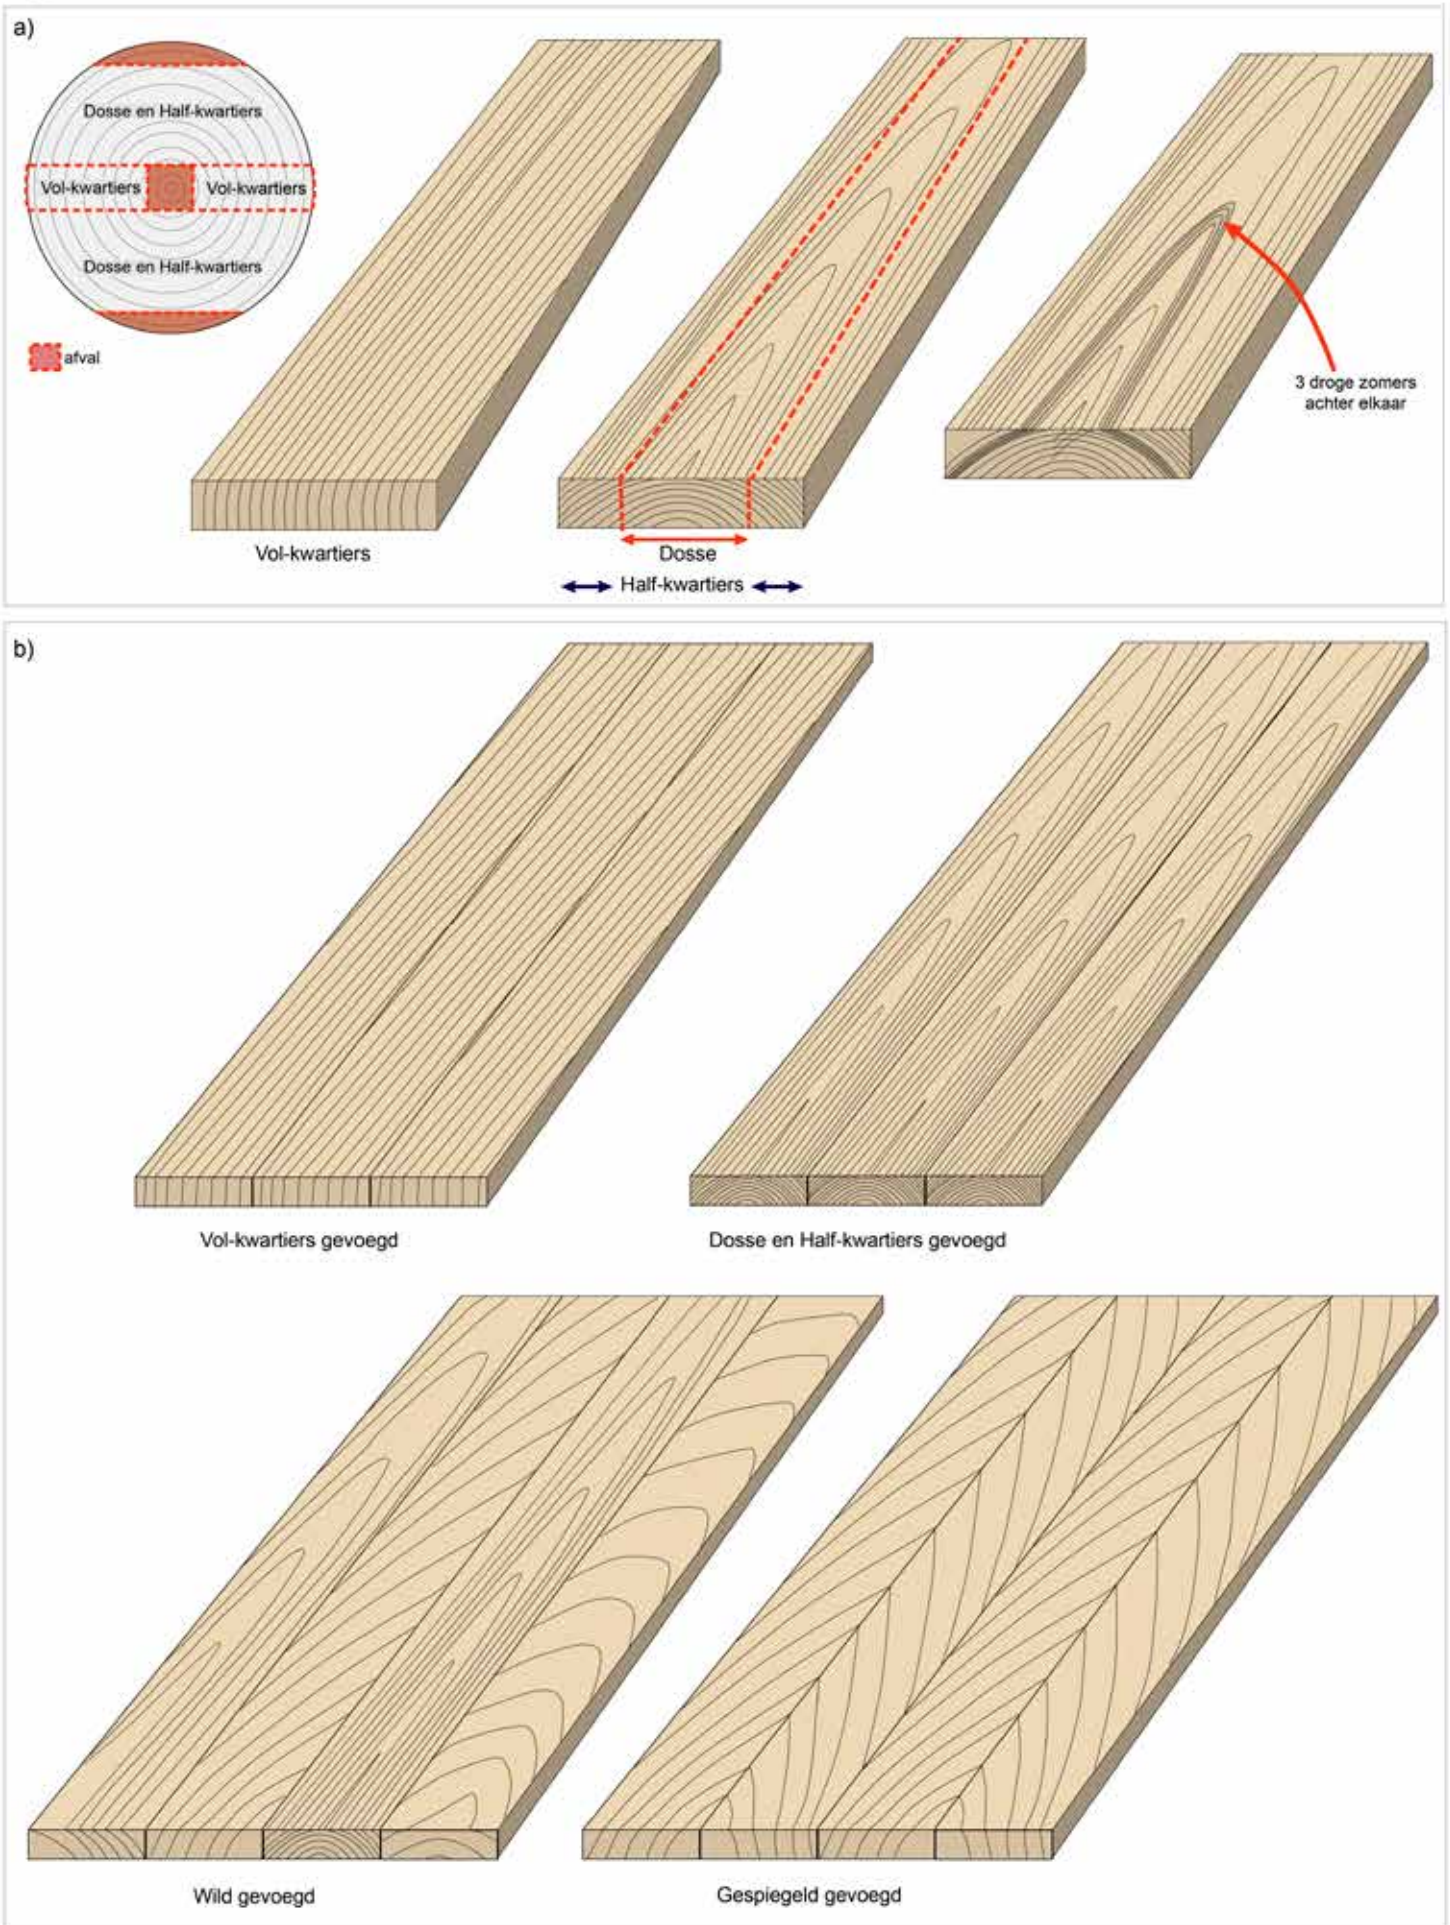 a)
Dosse en Half-kwartiers
Vol-kwartiers
Vol-kwartiers
Dosse en Half-kwartiers
afval
3 droge zomers
achter elkaar
Vol-kwartiers
Dosse
Half-kwartiers
b)
Vol-kwartiers gevoegd
Dosse en Half-kwartiers gevoegd
Wild gevoegd
Gespiegeld gevoegd